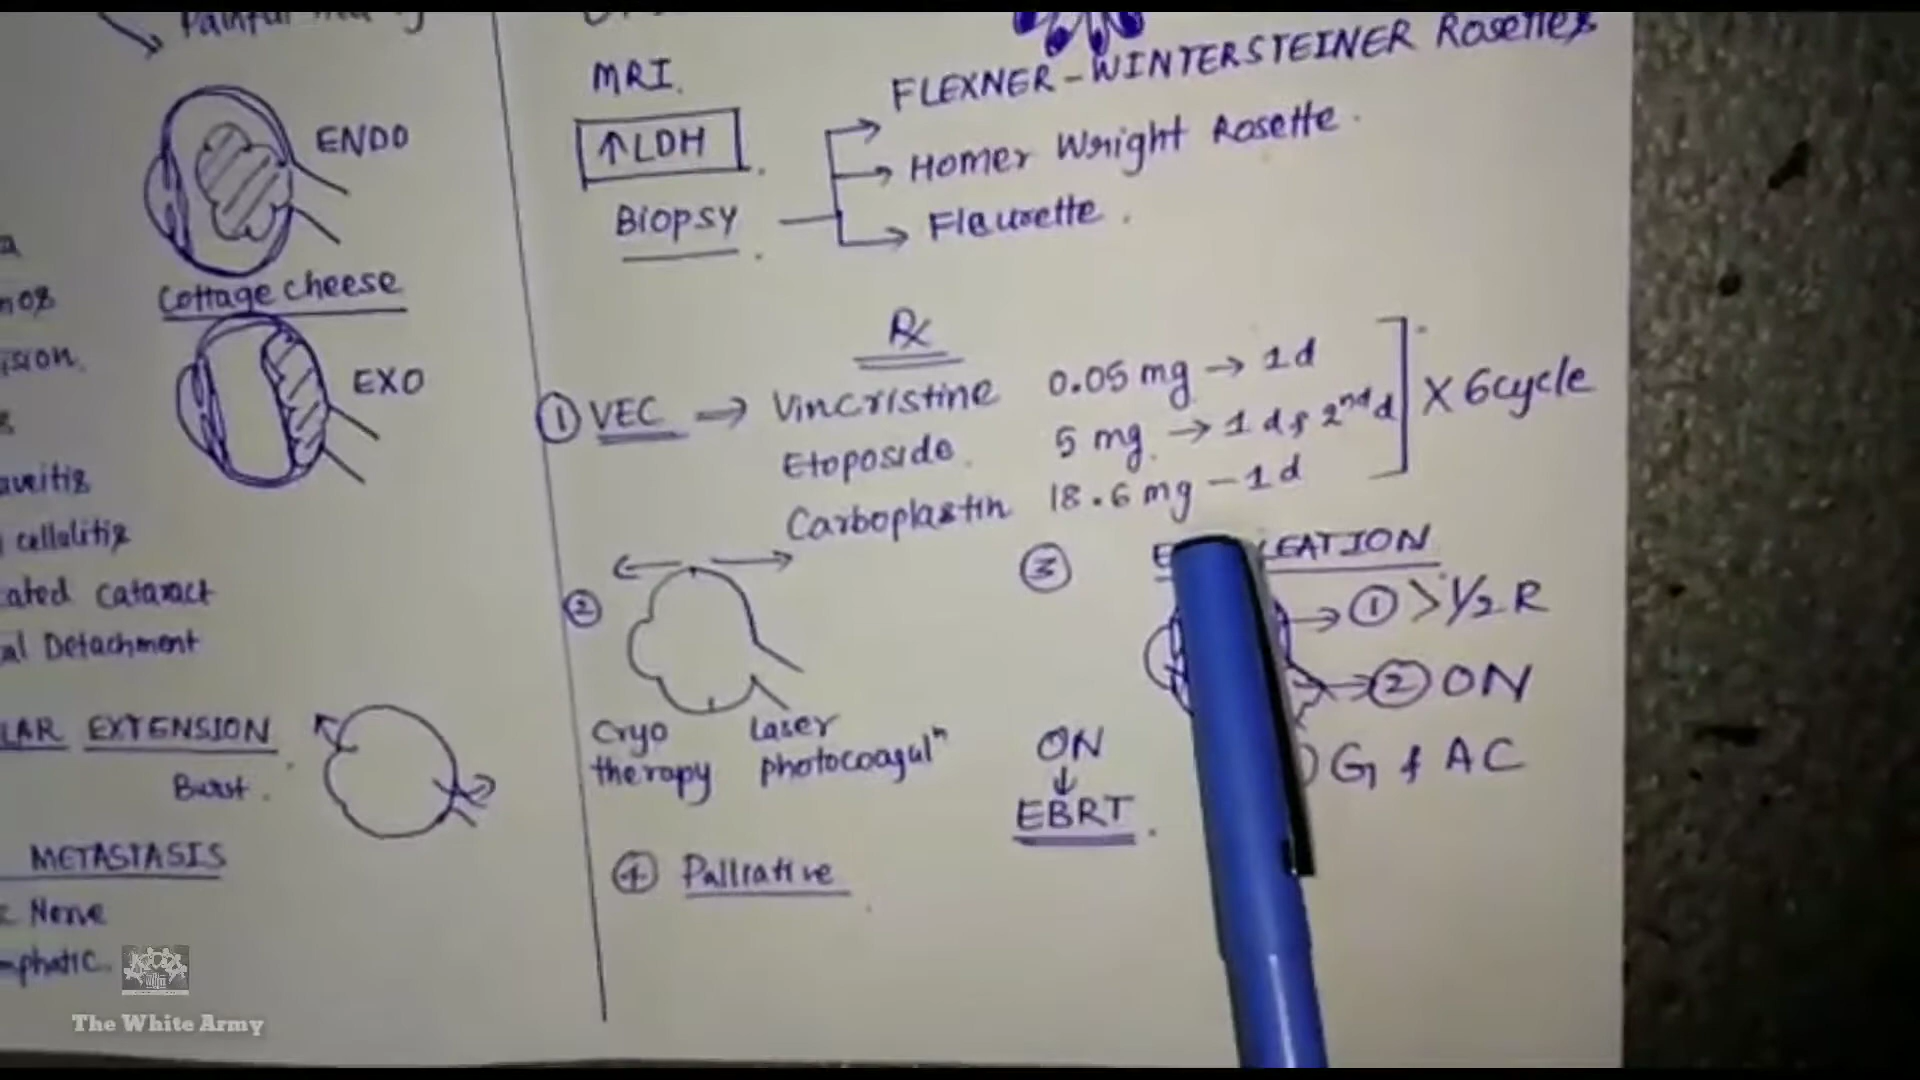 ENDO
Cottage cheese
EXO
cellulitis
cataract
Detachment
EXTENSION
Burst.
METASTASIS
Nerve
MRI.
↑LDH
Biopsy
FLEXNER-WINTERSTEINER Rosettes
Homer Wright Rosette.
Fleurette.
Rx
① VEC → Vincristine 0.05 mg → 1d
Etoposide. 5 mg. → 1d & 2nd d
Carboplastin 18.6 mg - 1d
X 6cycle
②
Cryo therapy
Laser photocoagulⁿ
③
① > 1/2 R
② ON
G & AC
ON
↓
EBRT.
④ Palliative
The White Army